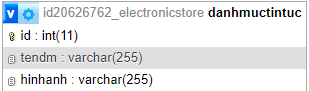 v id20626762_electronicstore danhmuctintuc
id : int(11)
tendm : varchar(255)
hinhanh : varchar(255)